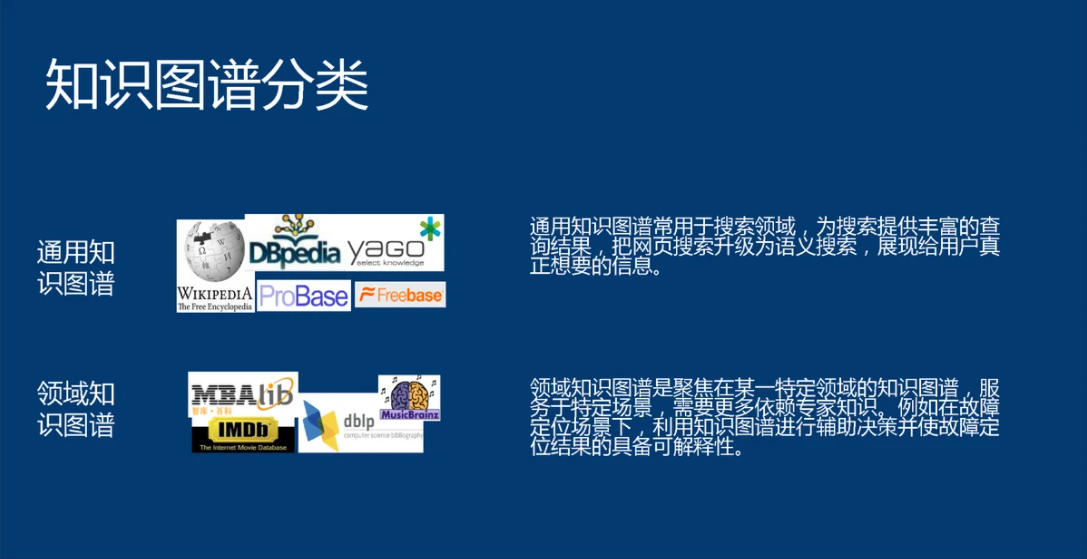 知识图谱分类
通用知
识图谱
WIKIPEDIA
The Free Encyclopedia
DBpedia
yago
select knowledge
ProBase
Freebase
通用知识图谱常用于搜索领域，为搜索提供丰富的查
询结果，把网页搜索升级为语义搜索，展现给用户真
正想要的信息。
领域知
识图谱
MBAlib
智库·百科
IMDb
The Internet Movie Database
dblp
computer science bibliography
MusicBrainz
领域知识图谱是聚焦在某一特定领域的知识图谱，服
务于特定场景，需要更多依赖专家知识。例如在故障
定位场景下，利用知识图谱进行辅助决策并使故障定
位结果的具备可解释性。